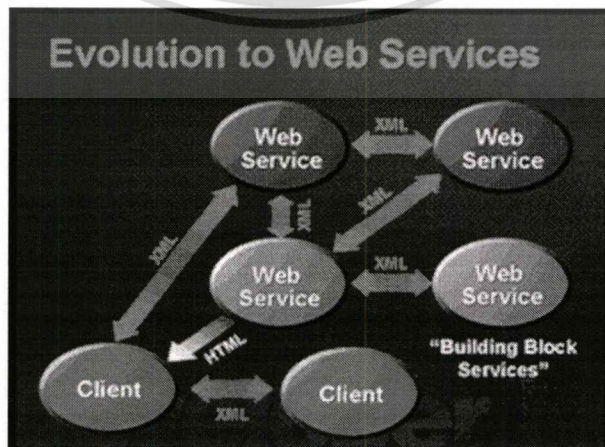 Evolution to Web Services
Web
Service
XML
Web
Service
XML
XML
XML
Web
Service
XML
Web
Service
HTML
"Building Block
Services"
Client
XML
Client